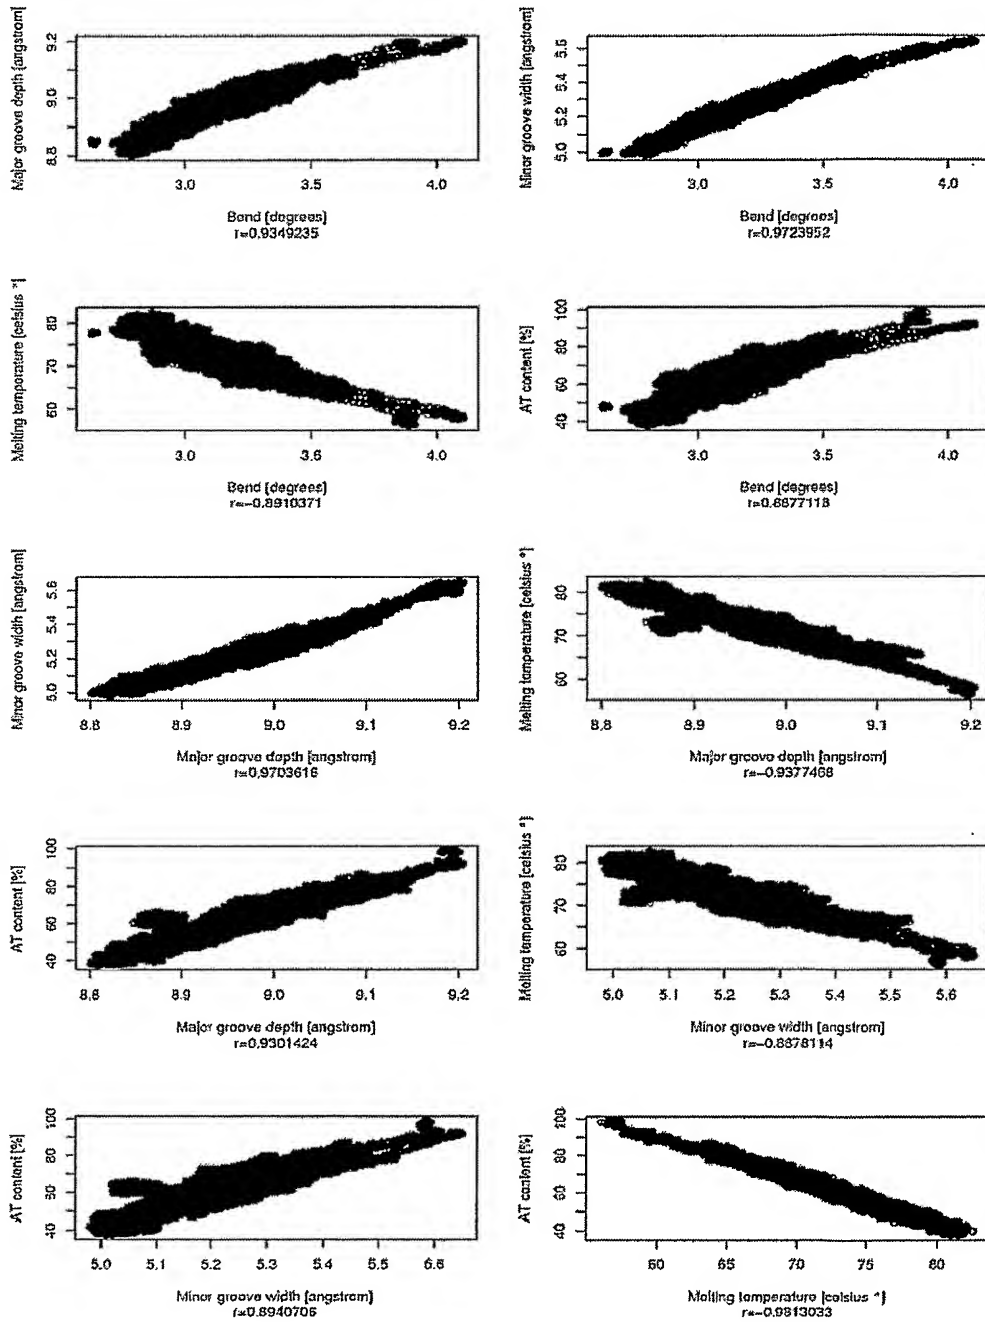 Major groove depth [angstrom]
9.2
9.0
8.8
3.0 3.5 4.0
Bend [degrees]
r=0.9349235
Minor groove width [angstrom]
5.6
5.4
5.2
5.0
3.0 3.5 4.0
Bend [degrees]
r=0.9723952
Melting temperature [celsius *]
80
70
60
3.0 3.5 4.0
Bend [degrees]
r=-0.8910371
AT content [%]
100
80
60
40
3.0 3.5 4.0
Bend [degrees]
r=0.8877118
Minor groove width [angstrom]
5.6
5.4
5.2
5.0
8.8 8.9 9.0 9.1 9.2
Major groove depth [angstrom]
r=0.9703616
Melting temperature [celsius *]
80
70
60
8.8 8.9 9.0 9.1 9.2
Major groove depth [angstrom]
r=-0.9377468
AT content [%]
100
80
60
40
8.8 8.9 9.0 9.1 9.2
Major groove depth [angstrom]
r=0.9301424
Melting temperature [celsius *]
80
70
60
5.0 5.1 5.2 5.3 5.4 5.5 5.6
Minor groove width [angstrom]
r=-0.8878114
AT content [%]
100
80
60
40
5.0 5.1 5.2 5.3 5.4 5.5 5.6
Minor groove width [angstrom]
r=0.8940706
AT content [%]
100
80
60
40
60 65 70 75 80
Melting temperature [celsius *]
r=-0.9813033